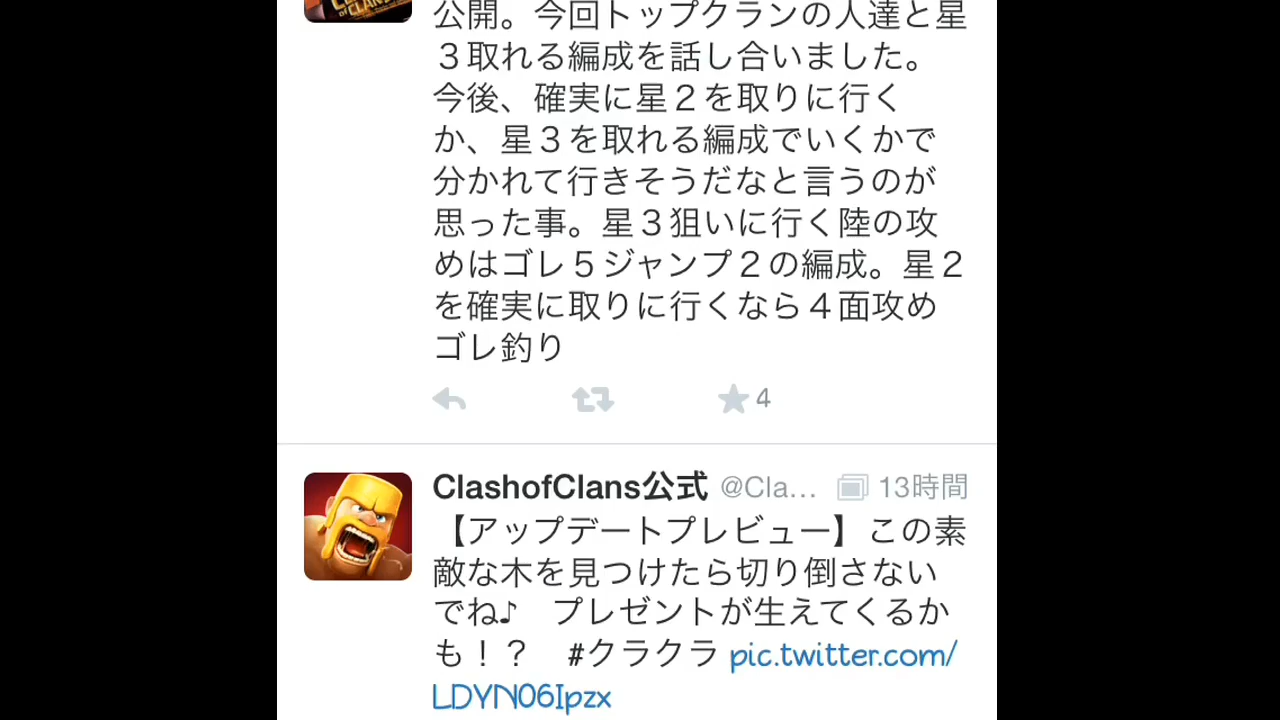 OF CLANS
公開。今回トップクランの人達と星
３取れる編成を話し合いました。
今後、確実に星２を取りに行く
か、星３を取れる編成でいくかで
分かれて行きそうだなと言うのが
思った事。星３狙いに行く陸の攻
めはゴレ５ジャンプ２の編成。星２
を確実に取りに行くなら４面攻め
ゴレ釣り
4
ClashofClans公式 @Cla... 13時間
【アップデートプレビュー】この素
敵な木を見つけたら切り倒さない
でね♪　プレゼントが生えてくるか
も！？　#クラクラ pic.twitter.com/
LDYN06Ipzx